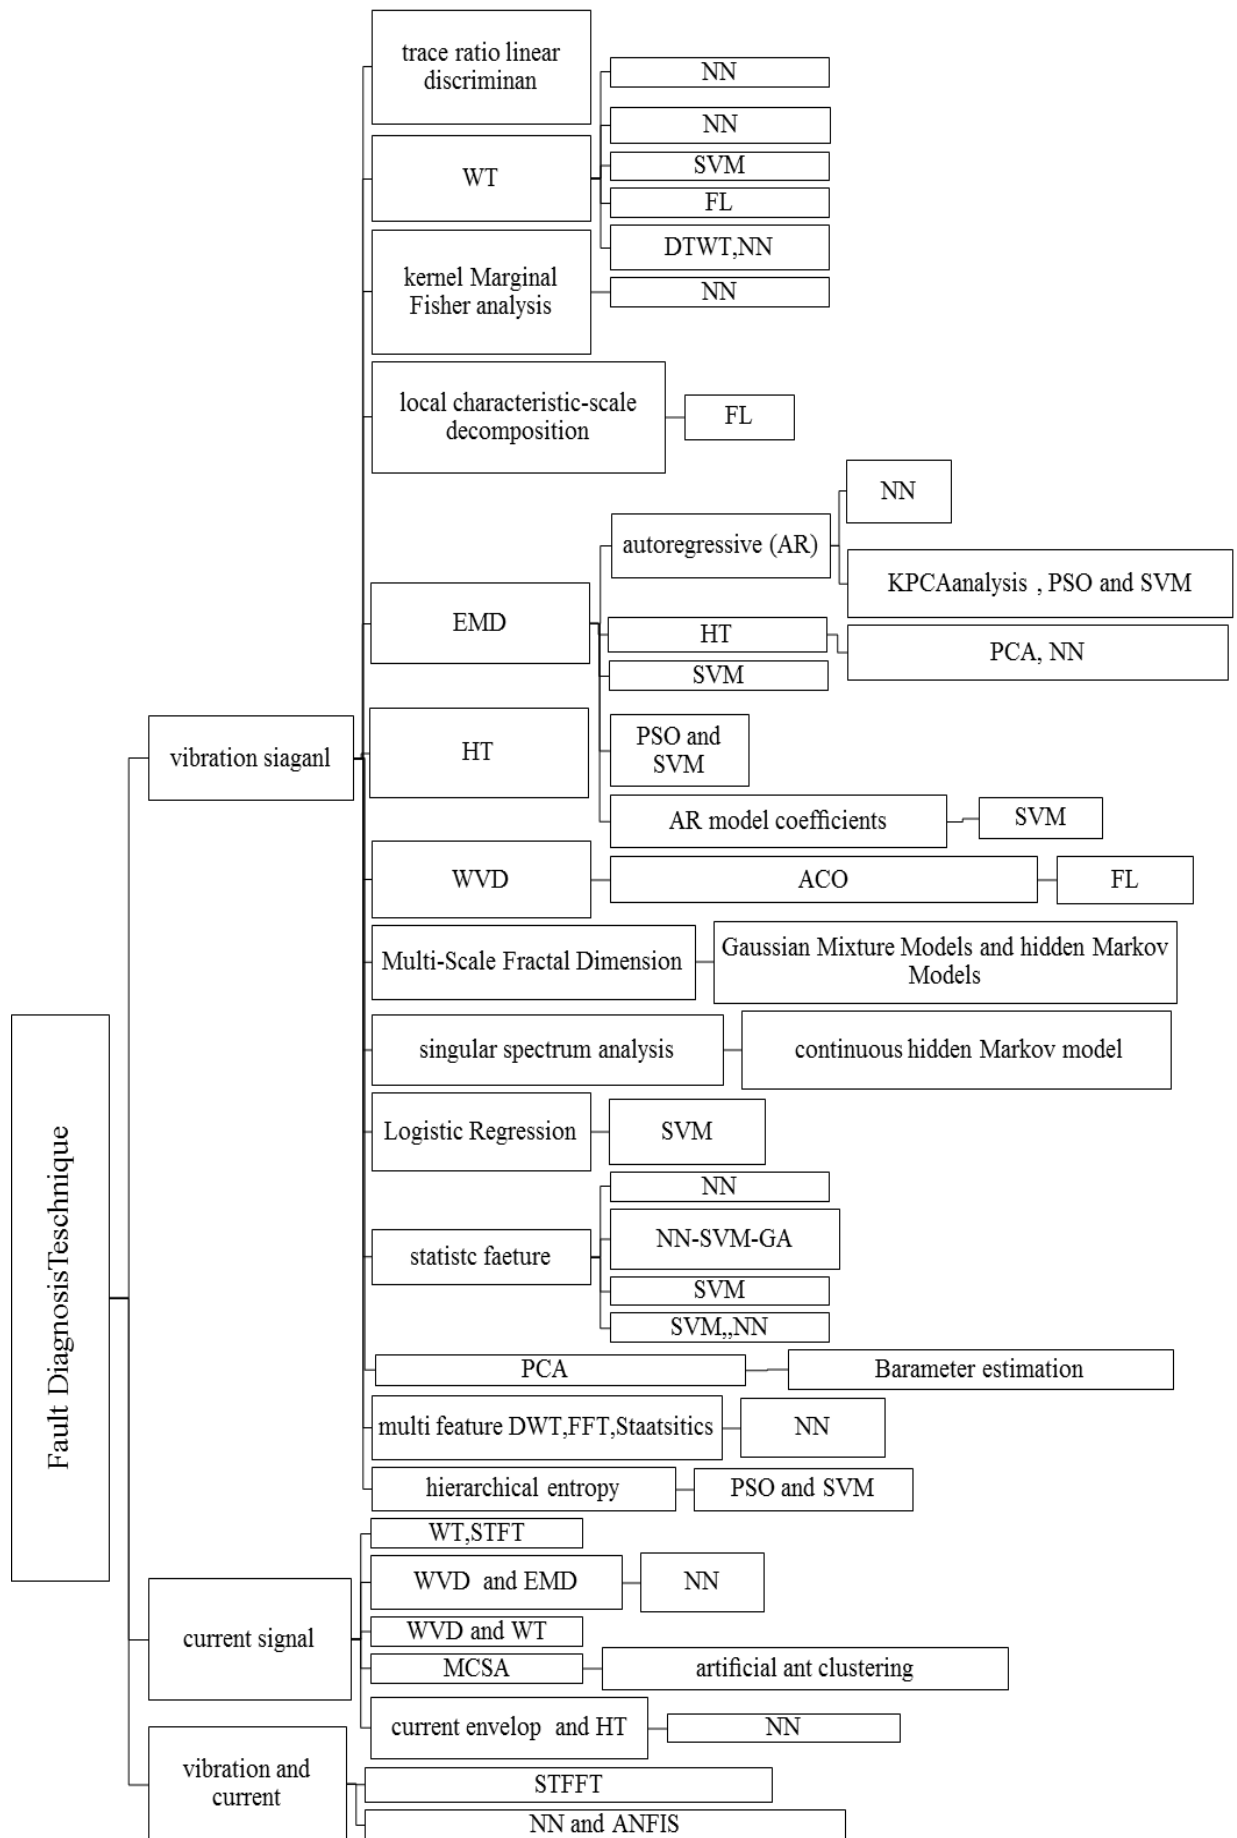 Fault DiagnosisTeschnique
vibration siaganl
trace ratio linear
discriminan
WT
NN
NN
SVM
FL
DTWT,NN
kernel Marginal
Fisher analysis
NN
local characteristic-scale
decomposition
FL
EMD
autoregressive (AR)
NN
KPCAanalysis , PSO and SVM
HT
PCA, NN
SVM
PSO and
SVM
AR model coefficients
SVM
HT
WVD
ACO
FL
Multi-Scale Fractal Dimension
Gaussian Mixture Models and hidden Markov
Models
singular spectrum analysis
continuous hidden Markov model
Logistic Regression
SVM
statistc faeture
NN
NN-SVM-GA
SVM
SVM,,NN
PCA
Barameter estimation
multi feature DWT,FFT,Staatsitics
NN
hierarchical entropy
PSO and SVM
current signal
WT,STFT
WVD and EMD
NN
WVD and WT
MCSA
artificial ant clustering
current envelop and HT
NN
vibration and
current
STFFT
NN and ANFIS